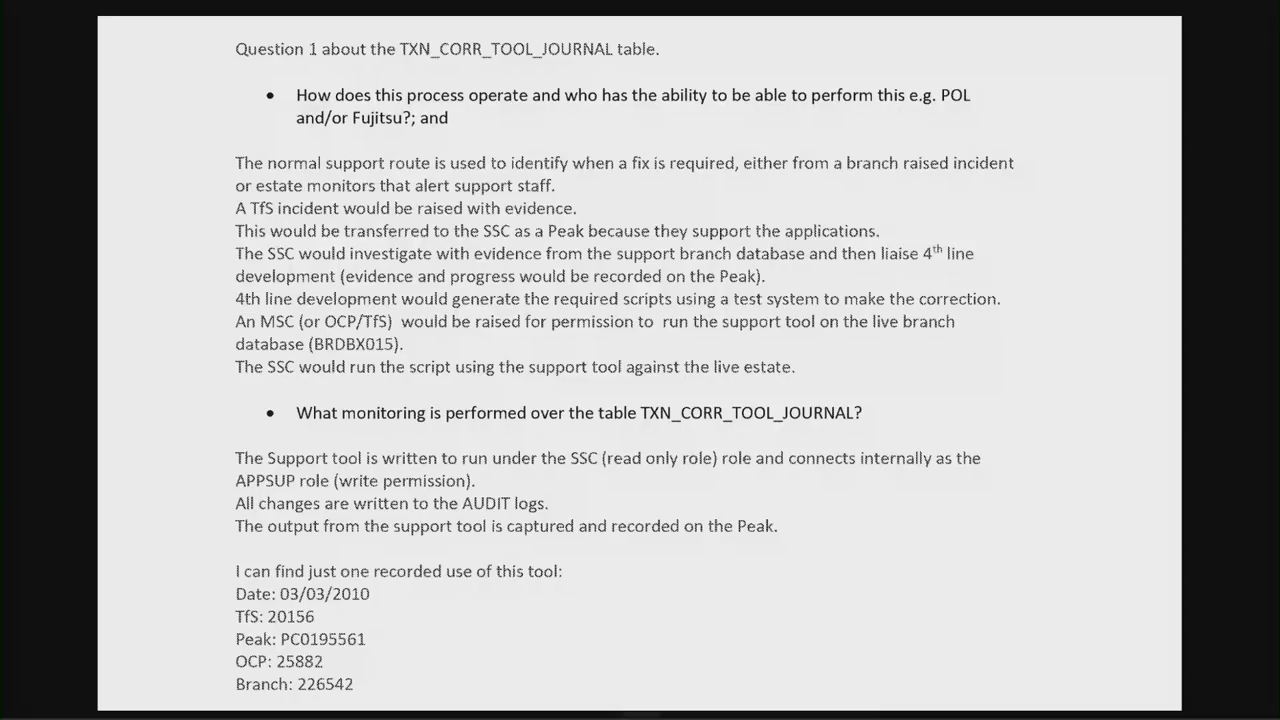 Question 1 about the TXN_CORR_TOOL_JOURNAL table.
• How does this process operate and who has the ability to be able to perform this e.g. POL
and/or Fujitsu?; and
The normal support route is used to identify when a fix is required, either from a branch raised incident
or estate monitors that alert support staff.
A TfS incident would be raised with evidence.
This would be transferred to the SSC as a Peak because they support the applications.
The SSC would investigate with evidence from the support branch database and then liaise 4th line
development (evidence and progress would be recorded on the Peak).
4th line development would generate the required scripts using a test system to make the correction.
An MSC (or OCP/TfS)  would be raised for permission to  run the support tool on the live branch
database (BRDBX015).
The SSC would run the script using the support tool against the live estate.
• What monitoring is performed over the table TXN_CORR_TOOL_JOURNAL?
The Support tool is written to run under the SSC (read only role) role and connects internally as the
APPSUP role (write permission).
All changes are written to the AUDIT logs.
The output from the support tool is captured and recorded on the Peak.
I can find just one recorded use of this tool:
Date: 03/03/2010
TfS: 20156
Peak: PC0195561
OCP: 25882
Branch: 226542